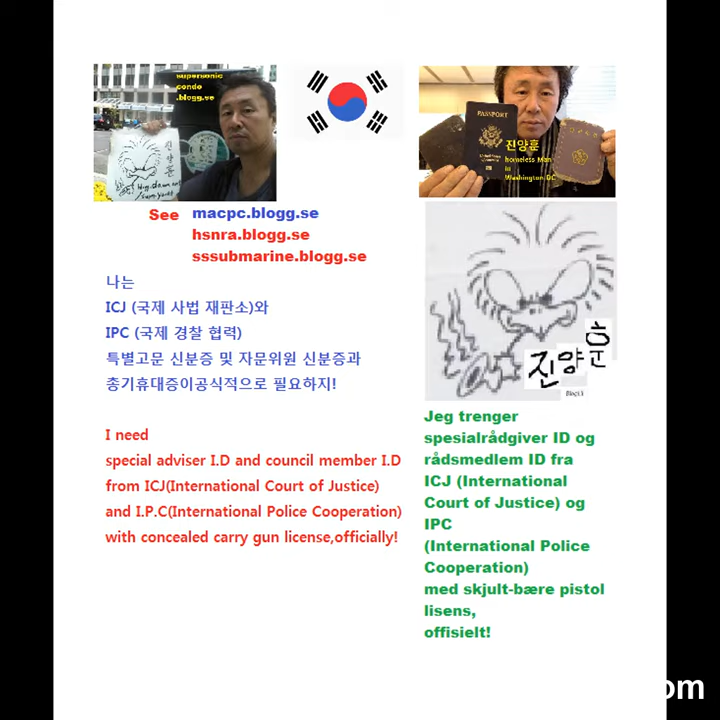 supersonic
condo
.blogg.se
진양훈
PASSPORT
진양훈
homeless Man
in
Washington DC
See macpc.blogg.se
hsnra.blogg.se
sssubmarine.blogg.se
나는
ICJ (국제 사법 재판소)와
IPC (국제 경찰 협력)
특별고문 신분증 및 자문위원 신분증과
총기휴대증이공식적으로 필요하지!
I need
special adviser I.D and council member I.D
from ICJ(International Court of Justice)
and I.P.C(International Police Cooperation)
with concealed carry gun license,officially!
진양훈
Jeg trenger
spesialrådgiver ID og
rådsmedlem ID fra
ICJ (International
Court of Justice) og
IPC
(International Police
Cooperation)
med skjult-bære pistol
lisens,
offisielt!
om